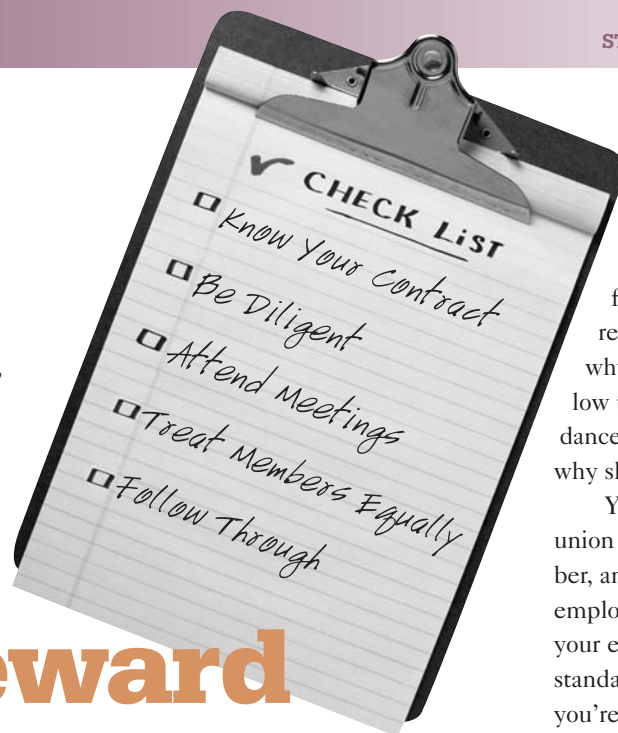 ST
✔ CHECK LiST
Know Your Contract
Be Diligent
Attend Meetings
Treat Members Equally
Follow Through
eward
f
re
wh
low
dance
why
Y
union
ber, an
emplo
your e
standa
you're